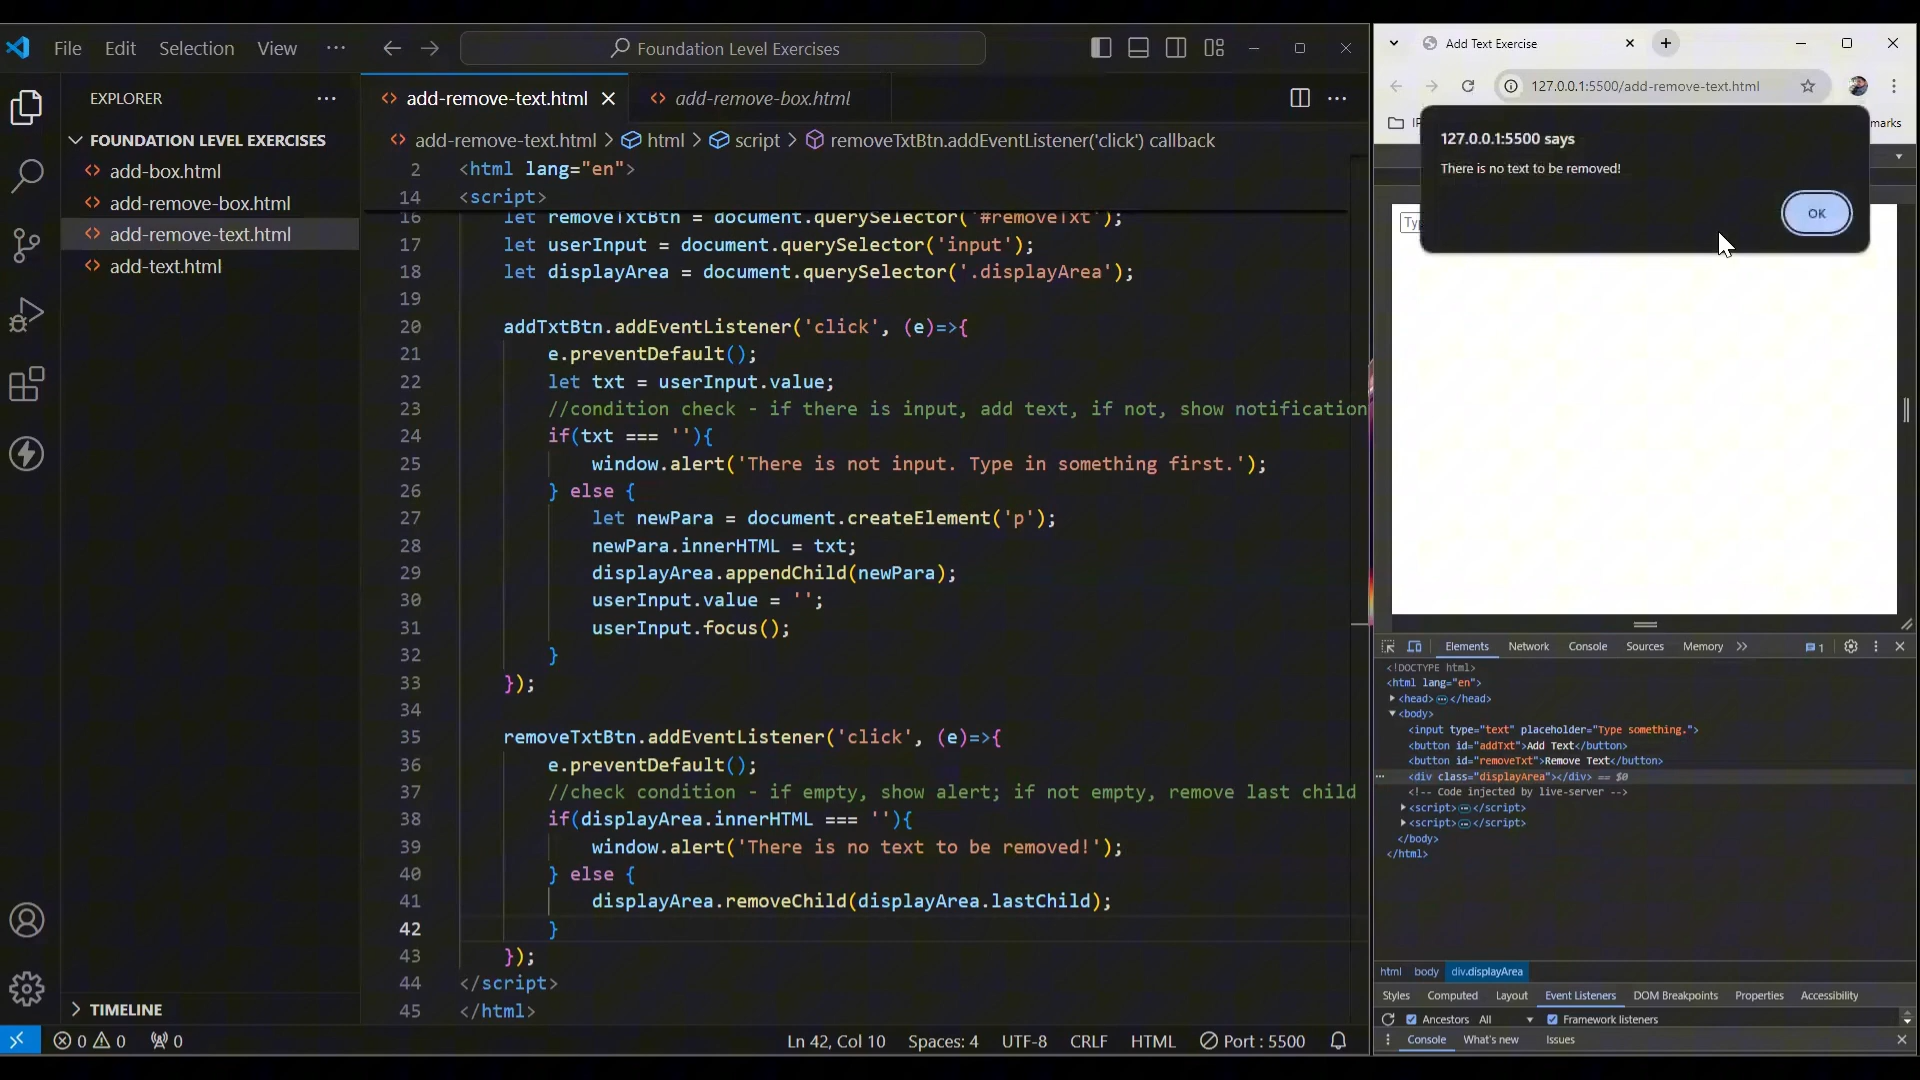 File Edit Selection View ··· Foundation Level Exercises
EXPLORER ···
FOUNDATION LEVEL EXERCISES
add-box.html
add-remove-box.html
add-remove-text.html
add-text.html
TIMELINE
add-remove-text.html add-remove-box.html
add-remove-text.html > html > script > removeTxtBtn.addEventListener('click') callback
2 <html lang="en">
14 <script>
16 let removeTxtBtn = document.querySelector('#removeTxt');
17 let userInput = document.querySelector('input');
18 let displayArea = document.querySelector('.displayArea');
19
20 addTxtBtn.addEventListener('click', (e)=>{
21 e.preventDefault();
22 let txt = userInput.value;
23 //condition check - if there is input, add text, if not, show notification
24 if(txt === ''){
25 window.alert('There is not input. Type in something first.');
26 } else {
27 let newPara = document.createElement('p');
28 newPara.innerHTML = txt;
29 displayArea.appendChild(newPara);
30 userInput.value = '';
31 userInput.focus();
32 }
33 });
34
35 removeTxtBtn.addEventListener('click', (e)=>{
36 e.preventDefault();
37 //check condition - if empty, show alert; if not empty, remove last child
38 if(displayArea.innerHTML === ''){
39 window.alert('There is no text to be removed!');
40 } else {
41 displayArea.removeChild(displayArea.lastChild);
42 }
43 });
44 </script>
45 </html>
0 0 0 Ln 42, Col 10 Spaces: 4 UTF-8 CRLF HTML Port : 5500
Add Text Exercise
127.0.0.1:5500/add-remove-text.html
127.0.0.1:5500 says
There is no text to be removed!
OK
Elements Network Console Sources Memory 1
<!DOCTYPE html>
<html lang="en">
<head>···</head>
<body>
<input type="text" placeholder="Type something.">
<button id="addTxt">Add Text</button>
<button id="removeTxt">Remove Text</button>
··· <div class="displayArea"></div> == $0
<!-- Code injected by live-server -->
<script>···</script>
<script>···</script>
</body>
</html>
html body div.displayArea
Styles Computed Layout Event Listeners DOM Breakpoints Properties Accessibility
Ancestors All Framework listeners
Console What's new Issues